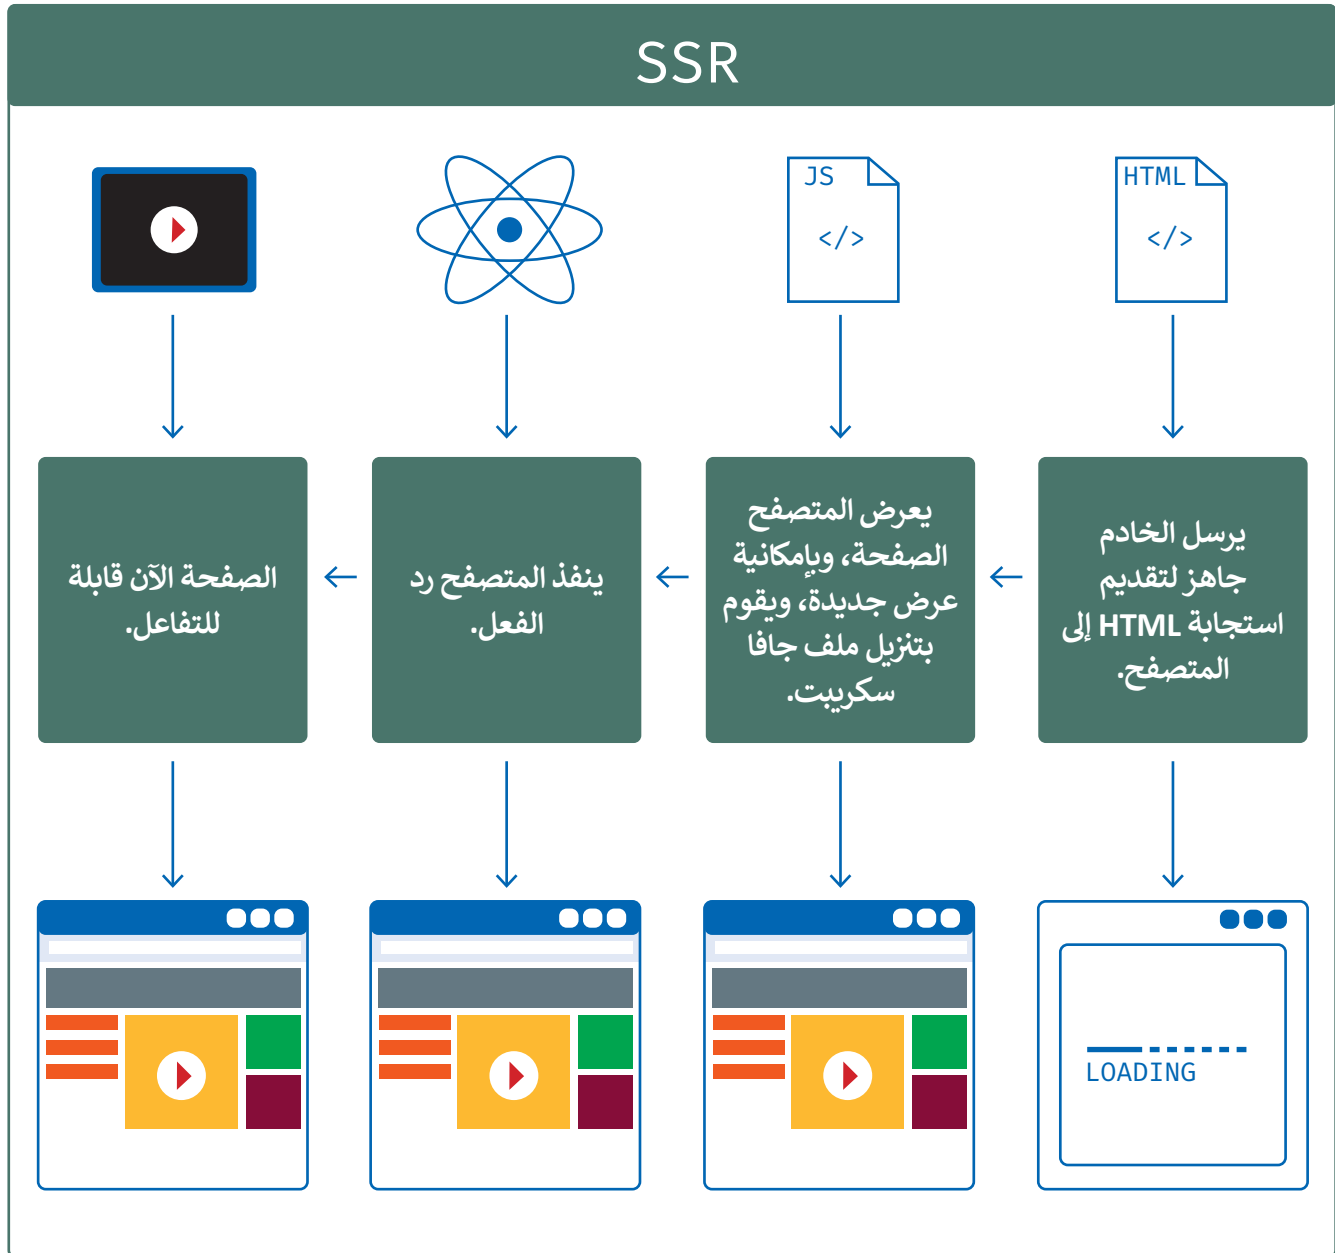 SSR
HTML
</>
JS
</>
يرسل الخادم
جاهز لتقديم
استجابة HTML إلى
المتصفح.
يعرض المتصفح
الصفحة، وبإمكانية
عرض جديدة، ويقوم
بتنزيل ملف جافا
سكريبت.
ينفذ المتصفح رد
الفعل.
الصفحة الآن قابلة
للتفاعل.
LOADING